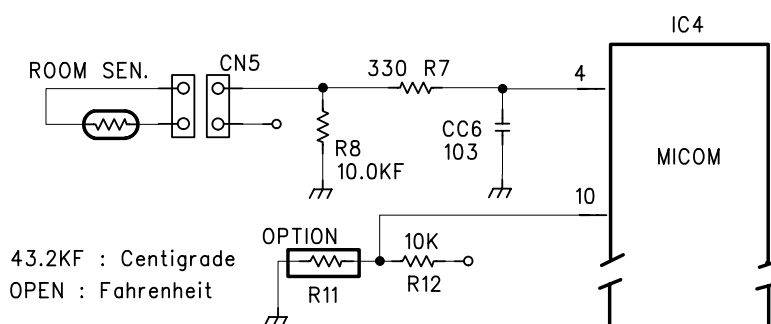 IC4
ROOM SEN.
CN5
330 R7
4
R8
10.0KF
CC6
103
MICOM
10
OPTION
10K
R11
R12
43.2KF : Centigrade
OPEN : Fahrenheit